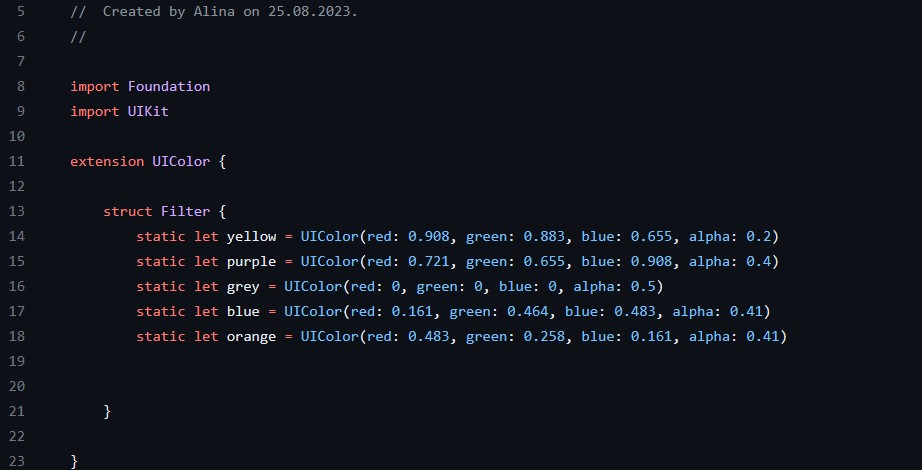 5 //  Created by Alina on 25.08.2023.
6 //
7
8 import Foundation
9 import UIKit
10
11 extension UIColor {
12
13     struct Filter {
14         static let yellow = UIColor(red: 0.908, green: 0.883, blue: 0.655, alpha: 0.2)
15         static let purple = UIColor(red: 0.721, green: 0.655, blue: 0.908, alpha: 0.4)
16         static let grey = UIColor(red: 0, green: 0, blue: 0, alpha: 0.5)
17         static let blue = UIColor(red: 0.161, green: 0.464, blue: 0.483, alpha: 0.41)
18         static let orange = UIColor(red: 0.483, green: 0.258, blue: 0.161, alpha: 0.41)
19
20
21     }
22
23 }